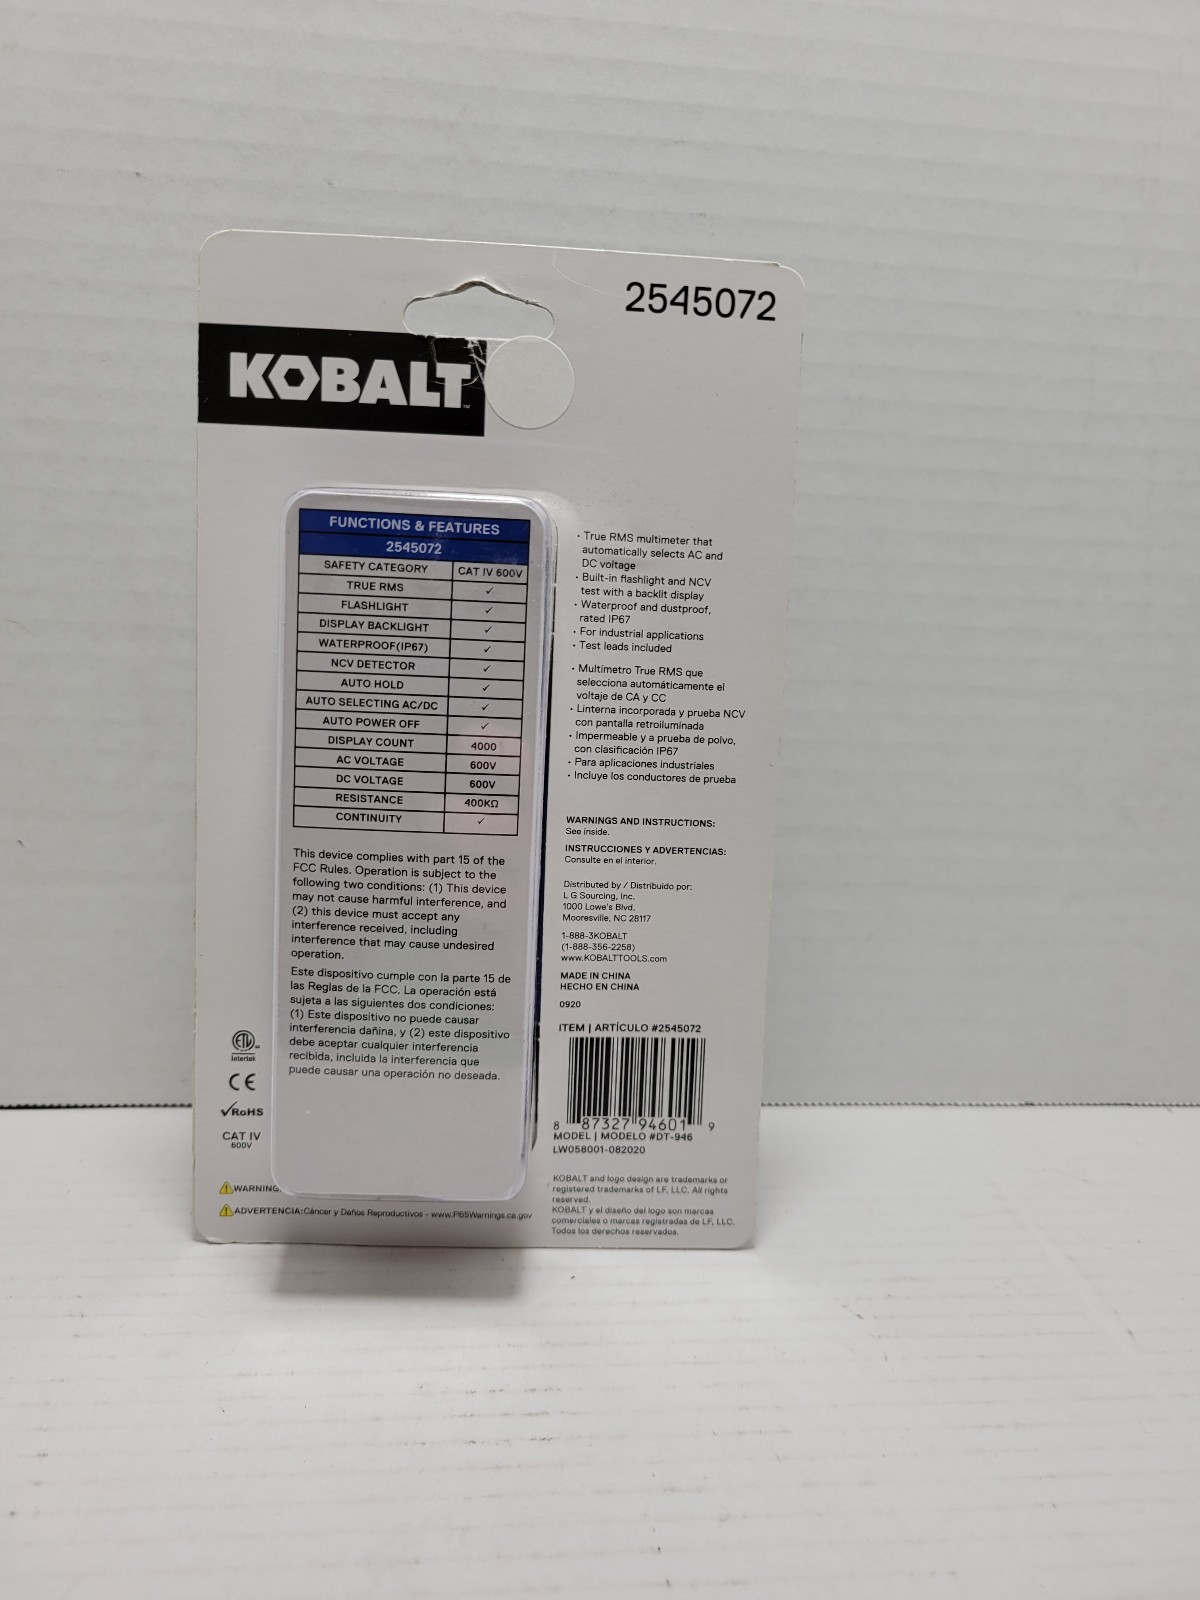 2545072
KOBALT™
FUNCTIONS & FEATURES
2545072
SAFETY CATEGORY CAT IV 600V
TRUE RMS ✓
FLASHLIGHT ✓
DISPLAY BACKLIGHT ✓
WATERPROOF(IP67) ✓
NCV DETECTOR ✓
AUTO HOLD ✓
AUTO SELECTING AC/DC ✓
AUTO POWER OFF ✓
DISPLAY COUNT 4000
AC VOLTAGE 600V
DC VOLTAGE 600V
RESISTANCE 400KΩ
CONTINUITY ✓
This device complies with part 15 of the
FCC Rules. Operation is subject to the
following two conditions: (1) This device
may not cause harmful interference, and
(2) this device must accept any
interference received, including
interference that may cause undesired
operation.
Este dispositivo cumple con la parte 15 de
las Reglas de la FCC. La operación está
sujeta a las siguientes dos condiciones:
(1) Este dispositivo no puede causar
interferencia dañina, y (2) este dispositivo
debe aceptar cualquier interferencia
recibida, incluida la interferencia que
puede causar una operación no deseada.
ETL
Intertek
CE
✓RoHS
CAT IV
600V
WARNING
ADVERTENCIA:Cáncer y Daños Reproductivos - www.P65Warnings.ca.gov
• True RMS multimeter that
automatically selects AC and
DC voltage
• Built-in flashlight and NCV
test with a backlit display
• Waterproof and dustproof,
rated IP67
• For industrial applications
• Test leads included
• Multímetro True RMS que
selecciona automáticamente el
voltaje de CA y CC
• Linterna incorporada y prueba NCV
con pantalla retroiluminada
• Impermeable y a prueba de polvo,
con clasificación IP67
• Para aplicaciones industriales
• Incluye los conductores de prueba
WARNINGS AND INSTRUCTIONS:
See inside.
INSTRUCCIONES Y ADVERTENCIAS:
Consulte en el interior.
Distributed by / Distribuido por:
L G Sourcing, Inc.
1000 Lowe's Blvd.
Mooresville, NC 28117
1-888-3KOBALT
(1-888-356-2258)
www.KOBALTTOOLS.com
MADE IN CHINA
HECHO EN CHINA
0920
ITEM | ARTÍCULO #2545072
8 87327 94601 9
MODEL | MODELO #DT-946
LW058001-082020
KOBALT and logo design are trademarks or
registered trademarks of LF, LLC. All rights
reserved.
KOBALT y el diseño del logo son marcas
comerciales o marcas registradas de LF, LLC.
Todos los derechos reservados.